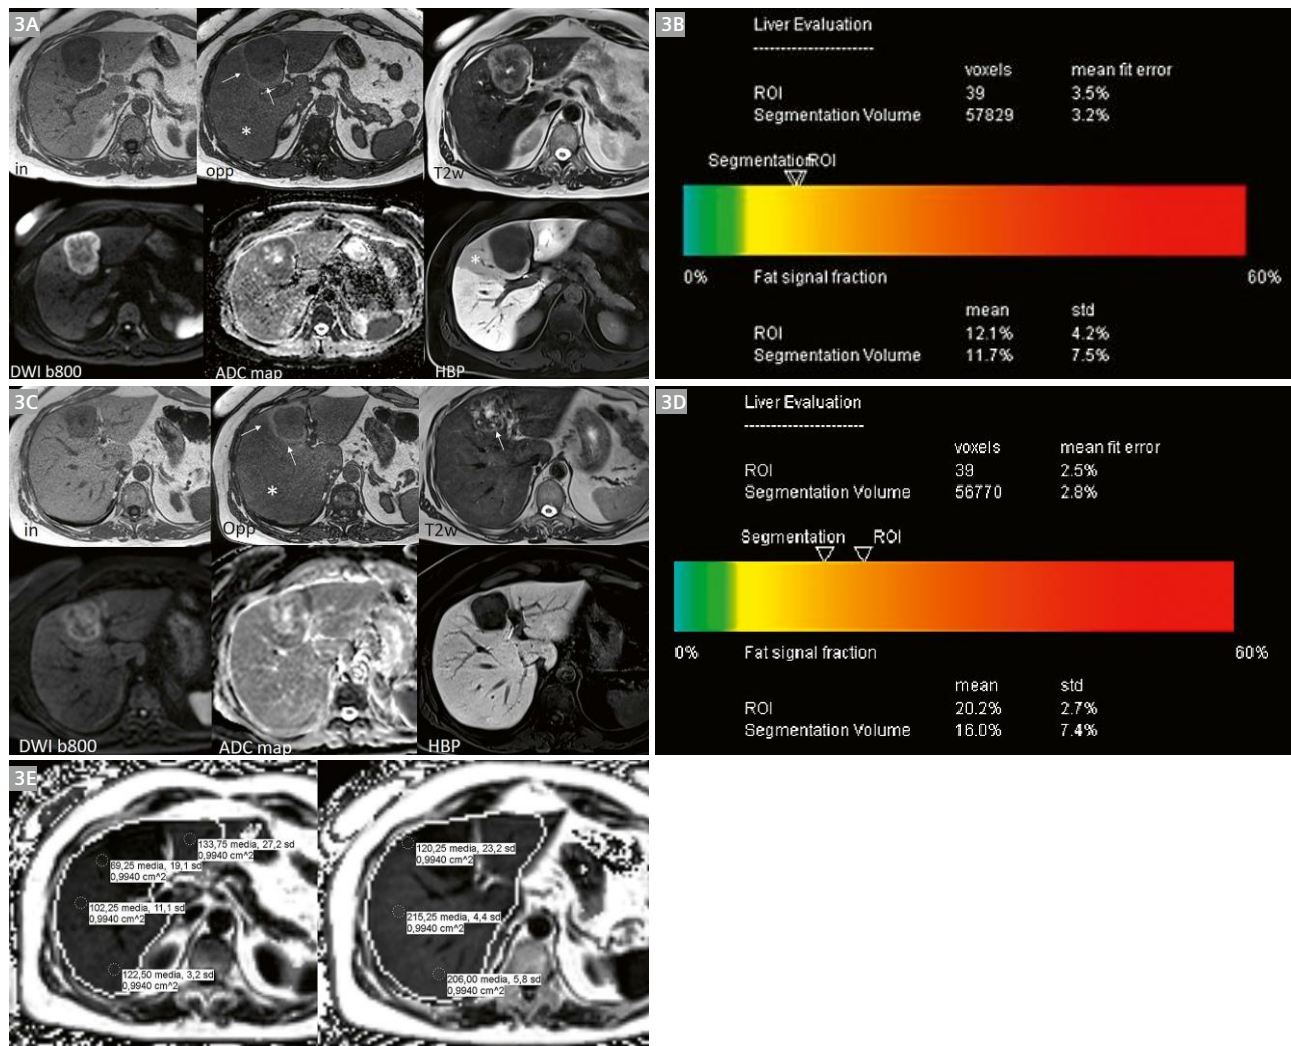 3A
in
opp
T2w
DWI b800
ADC map
HBP
3B
Liver Evaluation
----------------------
voxels mean fit error
ROI 39 3.5%
Segmentation Volume 57829 3.2%
Segmentation ROI
0% Fat signal fraction 60%
mean std
ROI 12.1% 4.2%
Segmentation Volume 11.7% 7.5%
3C
in
Opp
T2w
DWI b800
ADC map
HBP
3D
Liver Evaluation
----------------------
voxels mean fit error
ROI 39 2.5%
Segmentation Volume 56770 2.8%
Segmentation ROI
0% Fat signal fraction 60%
mean std
ROI 20.2% 2.7%
Segmentation Volume 16.0% 7.4%
3E
133,75 media, 27,2 sd
0,9940 cm^2
69,25 media, 19,1 sd
0,9940 cm^2
102,25 media, 11,1 sd
0,9940 cm^2
122,50 media, 3,2 sd
0,9940 cm^2
120,25 media, 23,2 sd
0,9940 cm^2
215,25 media, 4,4 sd
0,9940 cm^2
206,00 media, 5,8 sd
0,9940 cm^2